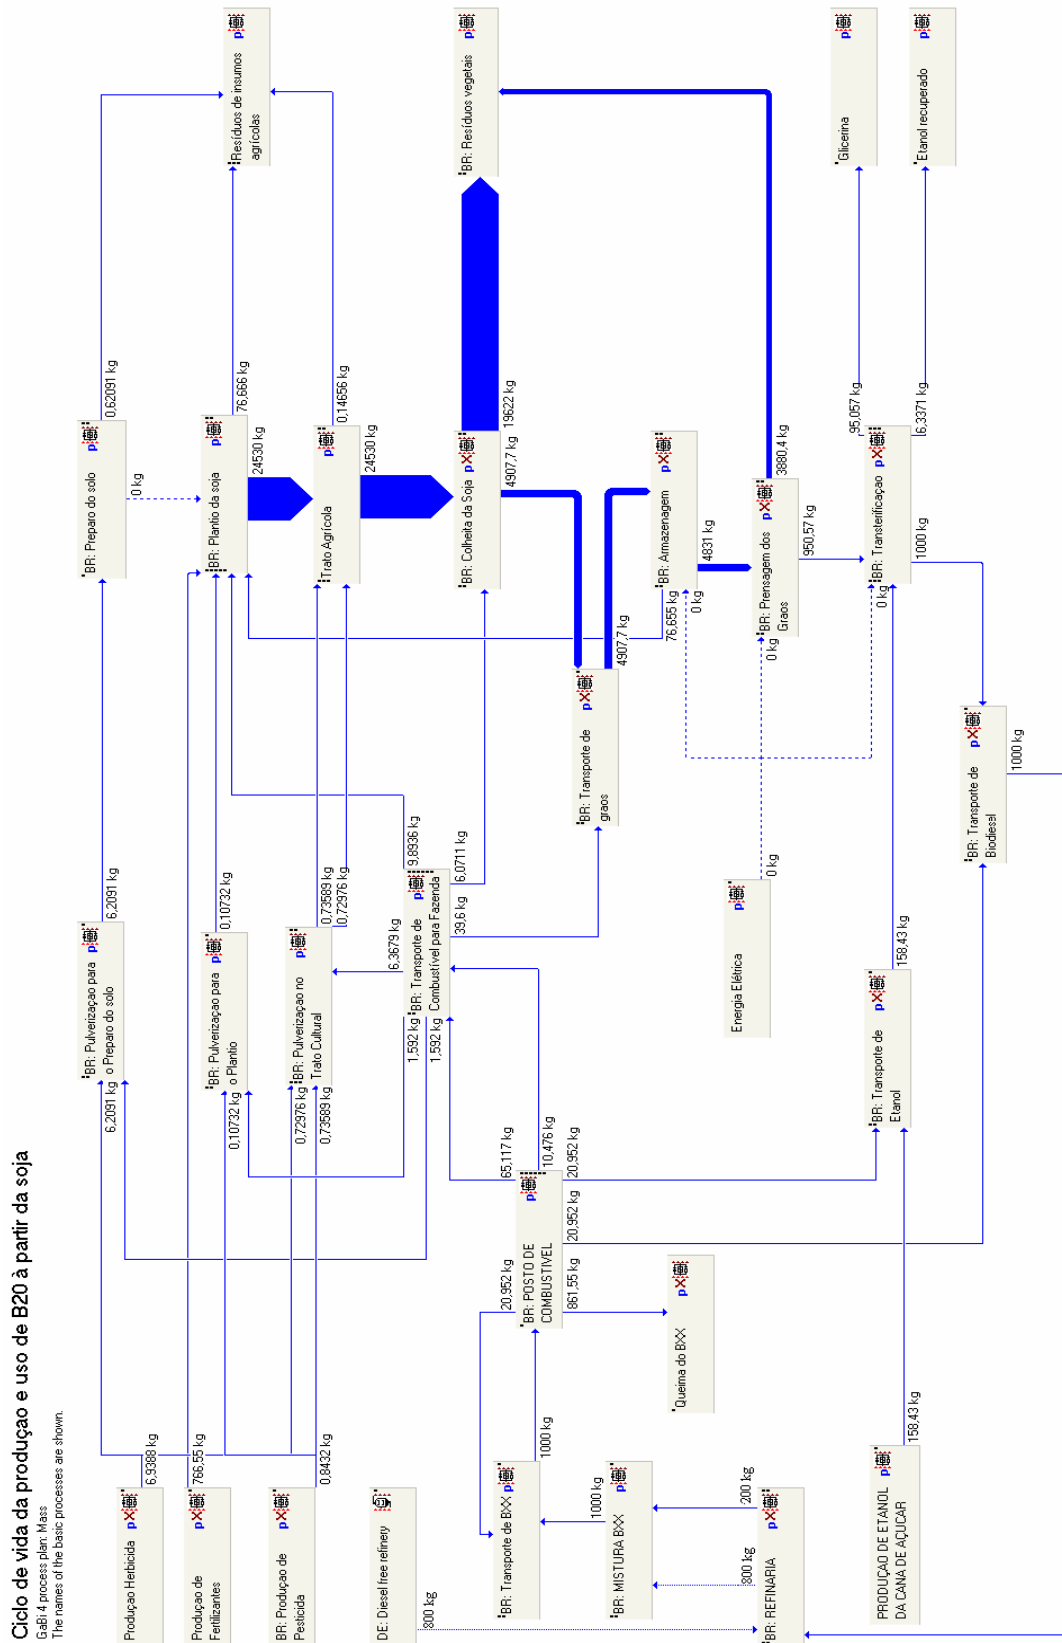 Ciclo de vida da produçao e uso de B20 à partir da soja
GaBi 4 process plan: Mass
The names of the basic processes are shown.
Produçao Herbicida
6,9388 kg
Produçao de
Fertilizantes
766,55 kg
BR: Produçao de
Pesticida
0,8432 kg
DE: Diesel free refinery
800 kg
BR: Transporte de BXX
1000 kg
BR: MISTURA BXX
1000 kg
BR: REFINARIA
800 kg
200 kg
PRODUÇÃO DE ETANOL
DA CANA DE AÇUCAR
158,43 kg
BR: POSTO DE
COMBUSTIVEL
20,952 kg
861,55 kg
65,117 kg
10,476 kg
20,952 kg
20,952 kg
Queima do BXX
BR: Pulverizaçao para
o Preparo do solo
6,2091 kg
6,2091 kg
BR: Pulverizaçao para
o Plantio
0,10732 kg
0,10732 kg
BR: Pulverizaçao no
Trato Cultural
0,72976 kg
0,73589 kg
0,73589 kg
0,72976 kg
BR: Transporte de
Combustível para Fazenda
1,592 kg
1,592 kg
6,3679 kg
9,8936 kg
6,0711 kg
39,6 kg
Energia Elétrica
0 kg
BR: Transporte de
Etanol
158,43 kg
BR: Transporte de
Biodiesel
1000 kg
BR: Transporte de
graos
4907,7 kg
BR: Preparo do solo
0,62091 kg
0 kg
BR: Plantio da soja
76,666 kg
24530 kg
Trato Agrícola
0,14656 kg
24530 kg
BR: Colheita da Soja
19622 kg
4907,7 kg
BR: Armazenagem
76,655 kg
0 kg
4831 kg
BR: Prensagem dos
Graos
0 kg
3880,4 kg
950,57 kg
BR: Transterificaçao
0 kg
95,057 kg
6,3371 kg
1000 kg
Resíduos de insumos
agrícolas
BR: Resíduos vegetais
Glicerina
Etanol recuperado